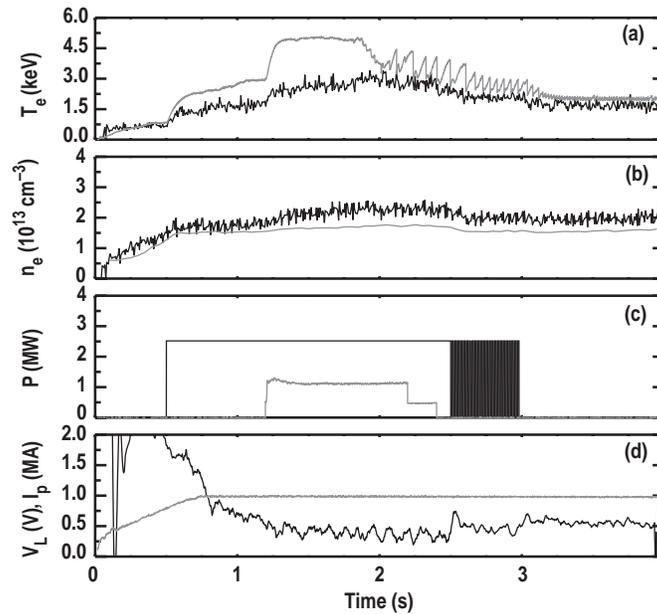 6.0
(a)
4.5
T_e (keV)
3.0
1.5
0.0
4
(b)
3
n_e (10^13 cm^−3)
2
1
0
4
(c)
3
P (MW)
2
1
0
2.0
(d)
1.5
V_L (V), I_p (MA)
1.0
0.5
0.0
0 1 2 3
Time (s)